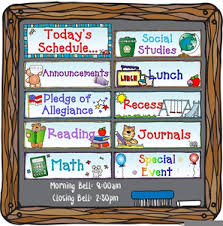 Today's
Schedule...
Social
Studies
Announcements
Lunch
Pledge of
Allegiance
Recess
Reading
Journals
Math
Special
Event
Morning Bell: 8:00am
Closing Bell: 2:30pm